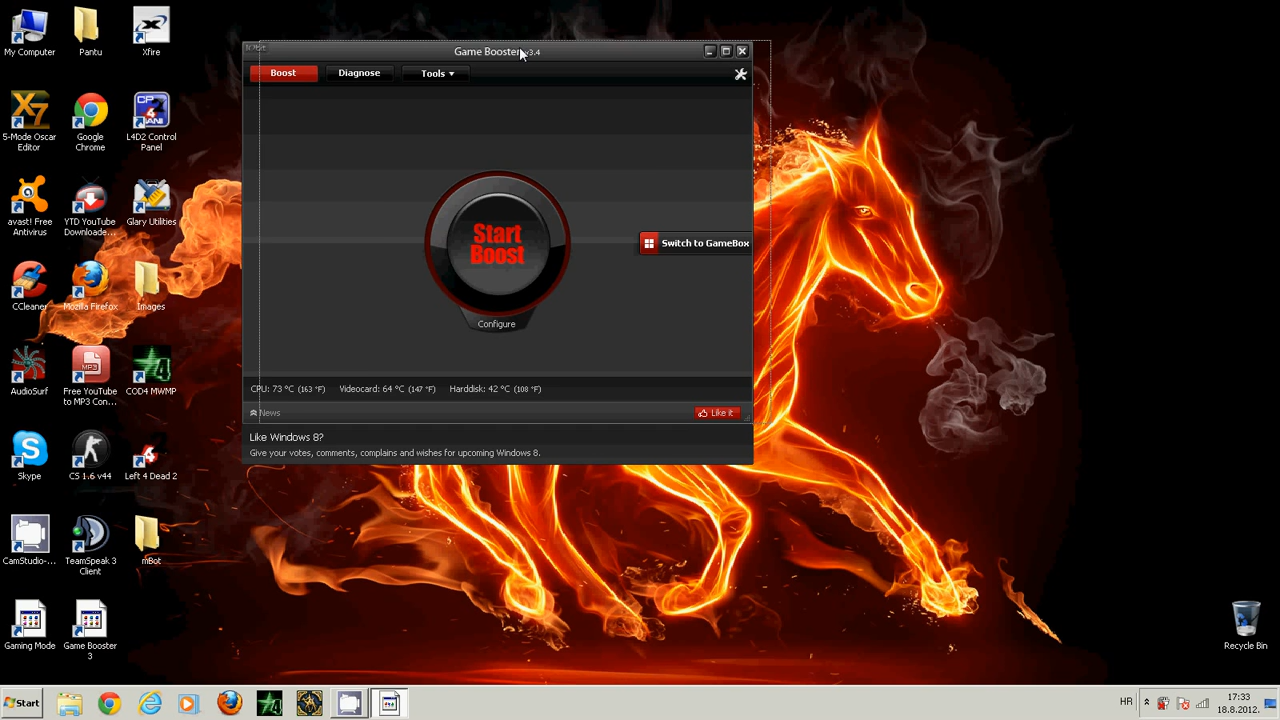 My Computer
Pantu
Xfire
5-Mode Oscar
Editor
Google
Chrome
L4D2 Control
Panel
avast! Free
Antivirus
YTD YouTube
Downloade...
Glary Utilities
CCleaner
Mozilla Firefox
Images
AudioSurf
Free YouTube
to MP3 Con...
COD4 MWMP
Skype
CS 1.6 v44
Left 4 Dead 2
CamStudio-...
TeamSpeak 3
Client
mBot
Gaming Mode
Game Booster
3
Game Booster v3.4
Boost
Diagnose
Tools
Start
Boost
Switch to GameBox
Configure
CPU: 73 °C (163 °F) Videocard: 64 °C (147 °F) Harddisk: 42 °C (108 °F)
News
Like it
Like Windows 8?
Give your votes, comments, complains and wishes for upcoming Windows 8.
Recycle Bin
Start
HR
17:33
18.8.2012.